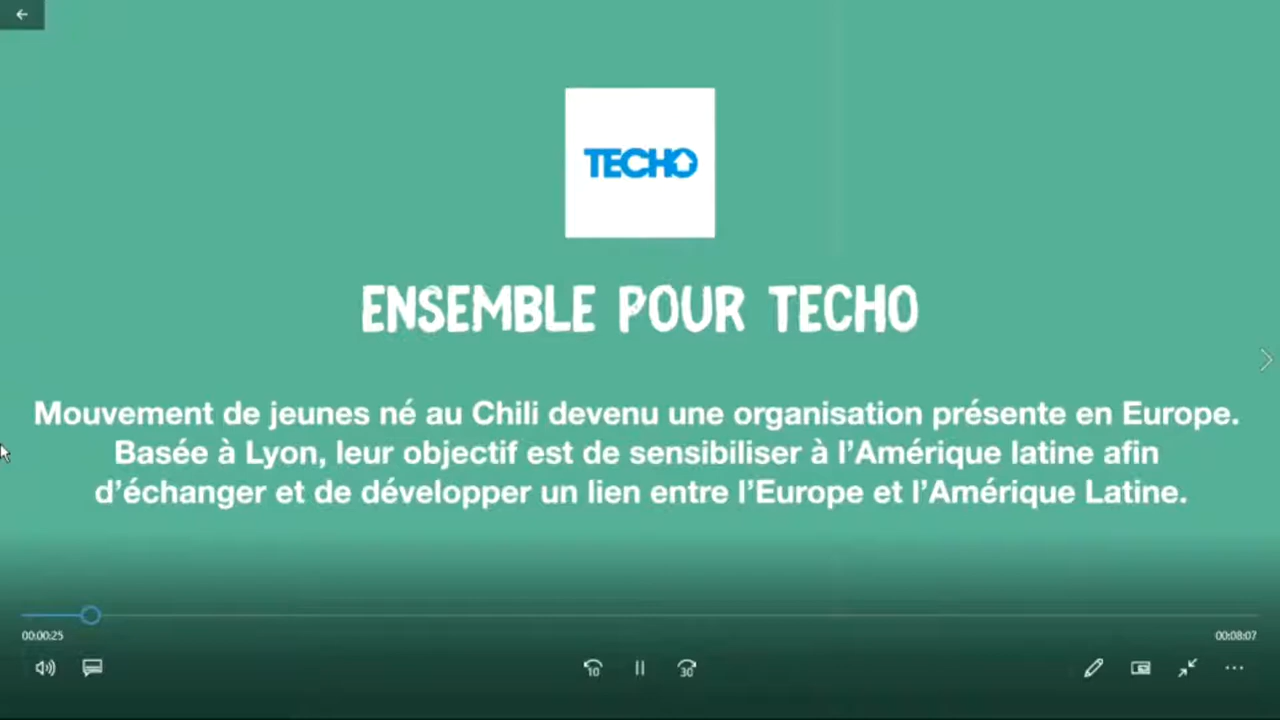 TECHO
ENSEMBLE POUR TECHO
Mouvement de jeunes né au Chili devenu une organisation présente en Europe.
Basée à Lyon, leur objectif est de sensibiliser à l'Amérique latine afin
d'échanger et de développer un lien entre l'Europe et l'Amérique Latine.
00:00:25
00:08:07
10
30